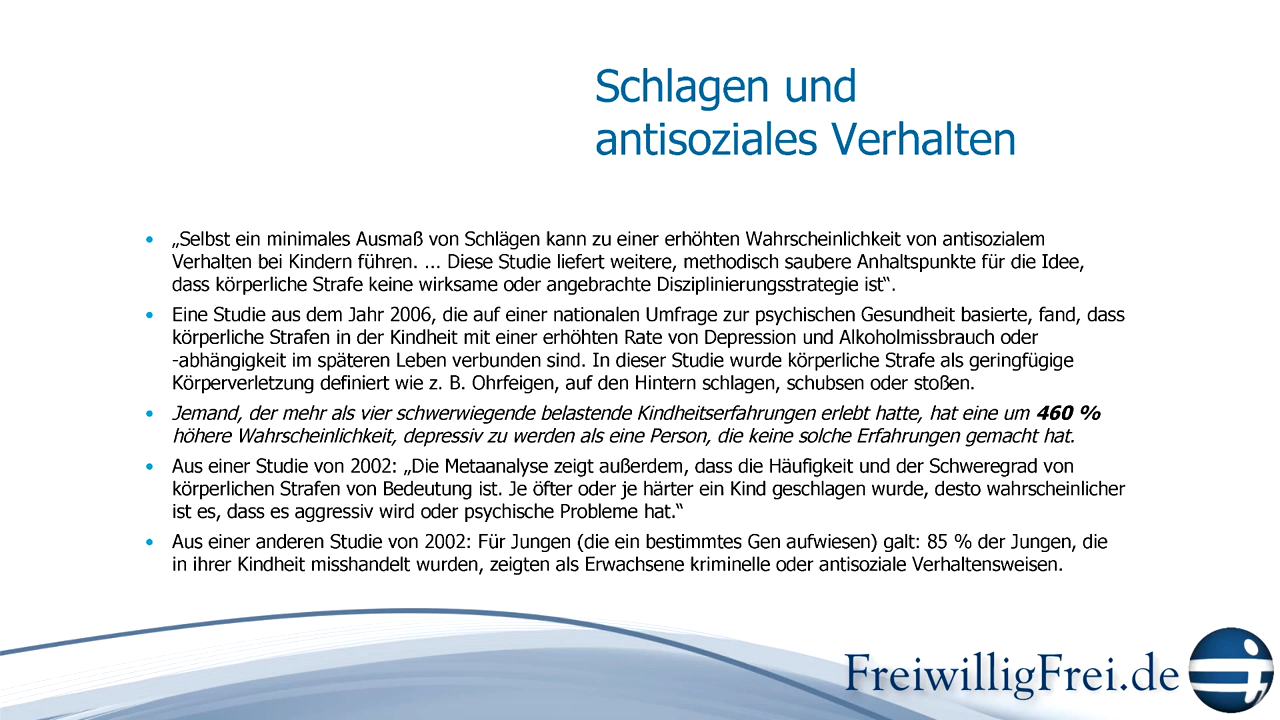 Schlagen und
antisoziales Verhalten
• „Selbst ein minimales Ausmaß von Schlägen kann zu einer erhöhten Wahrscheinlichkeit von antisozialem
Verhalten bei Kindern führen. ... Diese Studie liefert weitere, methodisch saubere Anhaltspunkte für die Idee,
dass körperliche Strafe keine wirksame oder angebrachte Disziplinierungsstrategie ist“.
• Eine Studie aus dem Jahr 2006, die auf einer nationalen Umfrage zur psychischen Gesundheit basierte, fand, dass
körperliche Strafen in der Kindheit mit einer erhöhten Rate von Depression und Alkoholmissbrauch oder
-abhängigkeit im späteren Leben verbunden sind. In dieser Studie wurde körperliche Strafe als geringfügige
Körperverletzung definiert wie z. B. Ohrfeigen, auf den Hintern schlagen, schubsen oder stoßen.
• Jemand, der mehr als vier schwerwiegende belastende Kindheitserfahrungen erlebt hatte, hat eine um 460 %
höhere Wahrscheinlichkeit, depressiv zu werden als eine Person, die keine solche Erfahrungen gemacht hat.
• Aus einer Studie von 2002: „Die Metaanalyse zeigt außerdem, dass die Häufigkeit und der Schweregrad von
körperlichen Strafen von Bedeutung ist. Je öfter oder je härter ein Kind geschlagen wurde, desto wahrscheinlicher
ist es, dass es aggressiv wird oder psychische Probleme hat.“
• Aus einer anderen Studie von 2002: Für Jungen (die ein bestimmtes Gen aufwiesen) galt: 85 % der Jungen, die
in ihrer Kindheit misshandelt wurden, zeigten als Erwachsene kriminelle oder antisoziale Verhaltensweisen.
FreiwilligFrei.de